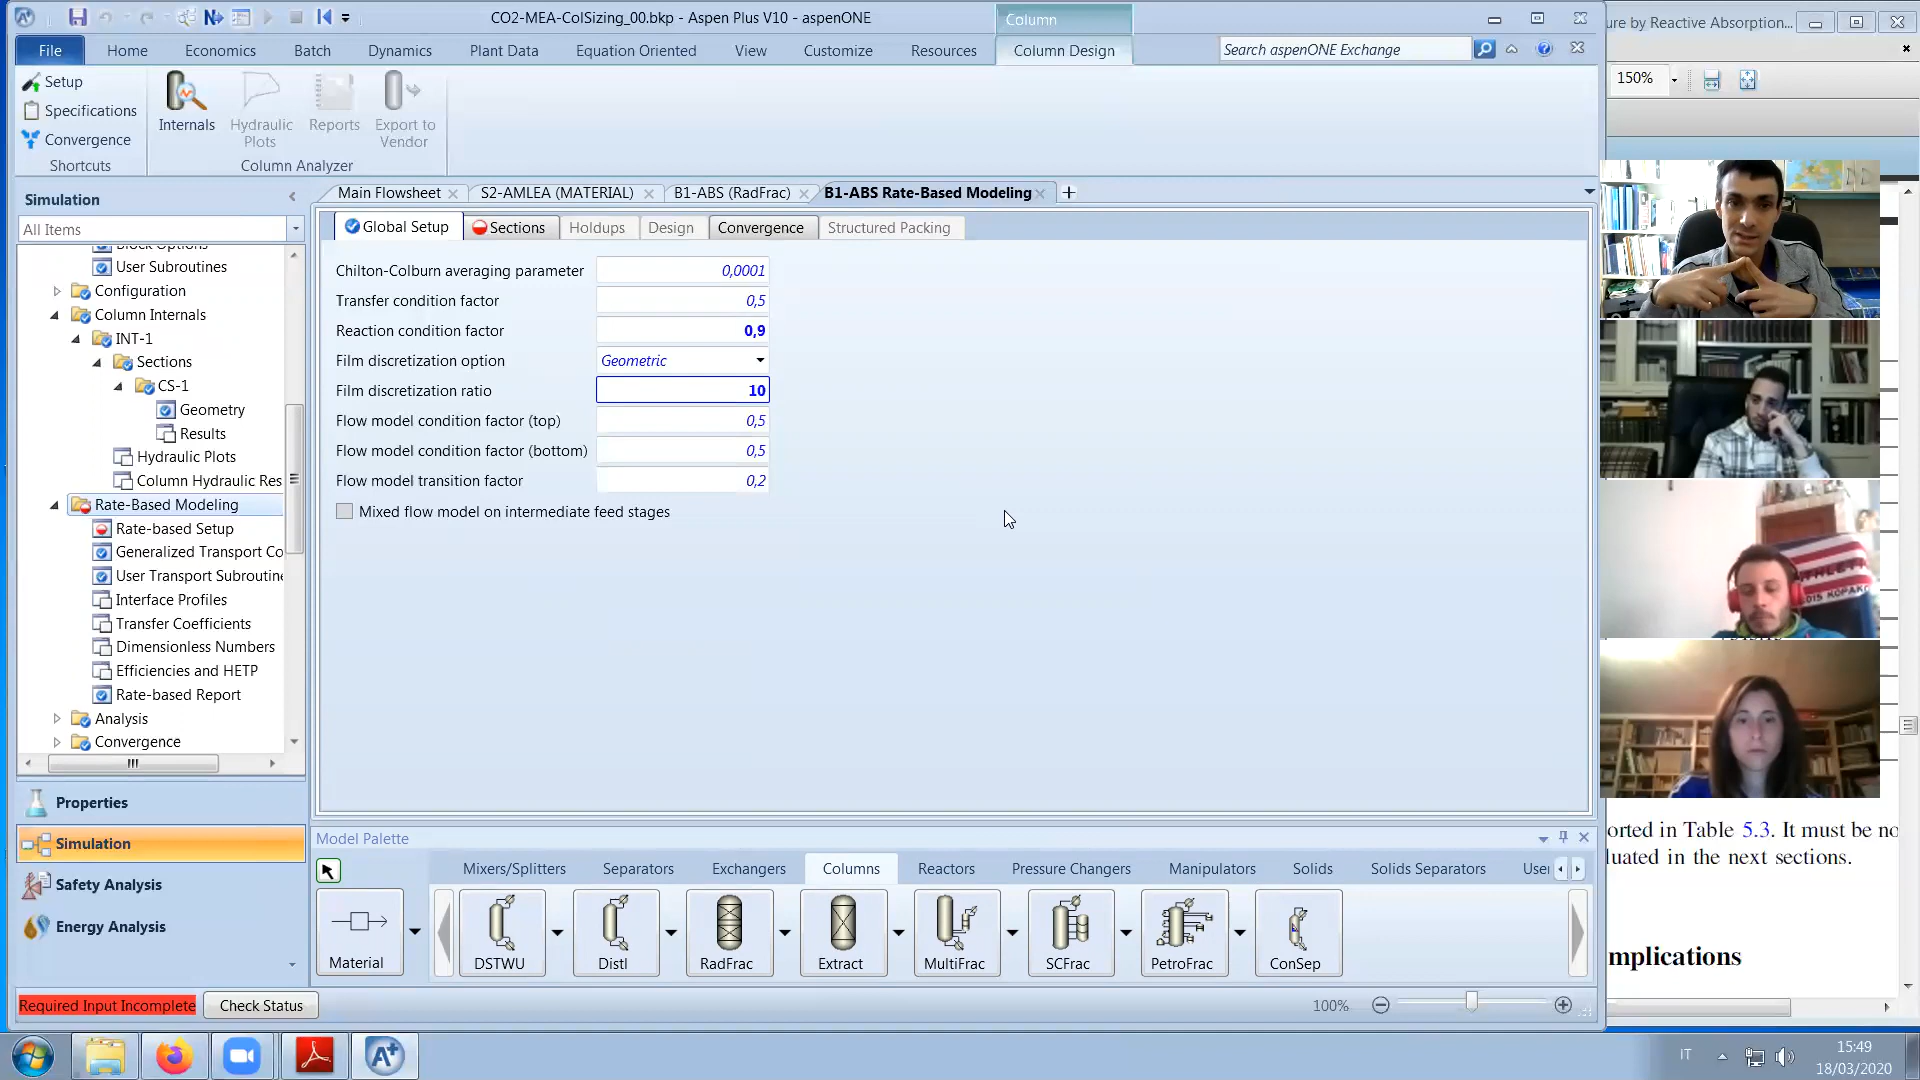 CO2-MEA-ColSizing_00.bkp - Aspen Plus V10 - aspenONE
Column
ure by Reactive Absorption...
File
Home
Economics
Batch
Dynamics
Plant Data
Equation Oriented
View
Customize
Resources
Column Design
Search aspenONE Exchange
150%
Setup
Specifications
Convergence
Shortcuts
Internals
Hydraulic Plots
Reports
Export to Vendor
Column Analyzer
Simulation
All Items
Main Flowsheet
S2-AMLEA (MATERIAL)
B1-ABS (RadFrac)
B1-ABS Rate-Based Modeling
Global Setup
Sections
Holdups
Design
Convergence
Structured Packing
Block Options
User Subroutines
Configuration
Column Internals
INT-1
Sections
CS-1
Geometry
Results
Hydraulic Plots
Column Hydraulic Res
Rate-Based Modeling
Rate-based Setup
Generalized Transport Co
User Transport Subroutine
Interface Profiles
Transfer Coefficients
Dimensionless Numbers
Efficiencies and HETP
Rate-based Report
Analysis
Convergence
Chilton-Colburn averaging parameter 0,0001
Transfer condition factor 0,5
Reaction condition factor 0,9
Film discretization option Geometric
Film discretization ratio 10
Flow model condition factor (top) 0,5
Flow model condition factor (bottom) 0,5
Flow model transition factor 0,2
Mixed flow model on intermediate feed stages
Properties
Simulation
Safety Analysis
Energy Analysis
Model Palette
Mixers/Splitters
Separators
Exchangers
Columns
Reactors
Pressure Changers
Manipulators
Solids
Solids Separators
User
Material
DSTWU
Distl
RadFrac
Extract
MultiFrac
SCFrac
PetroFrac
ConSep
orted in Table 5.3. It must be no
luated in the next sections.
mplications
Required Input Incomplete
Check Status
100%
IT
15:49
18/03/2020